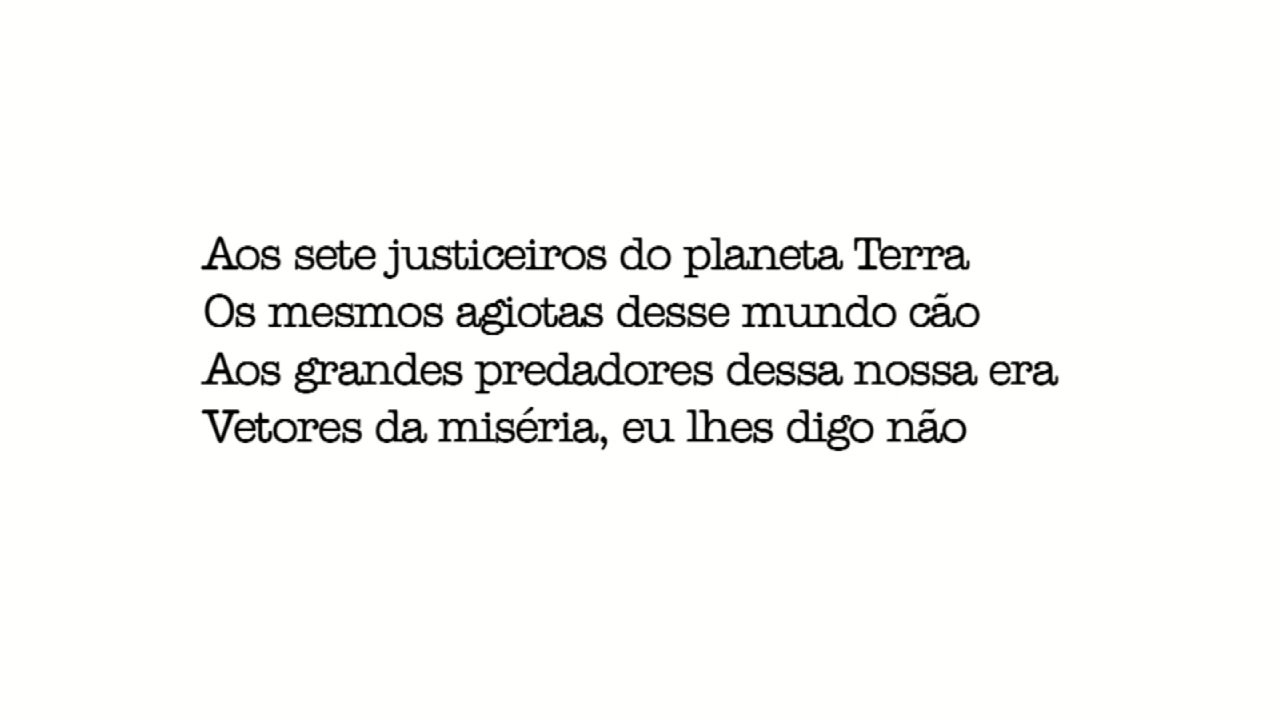 Aos sete justiceiros do planeta Terra
Os mesmos agiotas desse mundo cão
Aos grandes predadores dessa nossa era
Vetores da miséria, eu lhes digo não